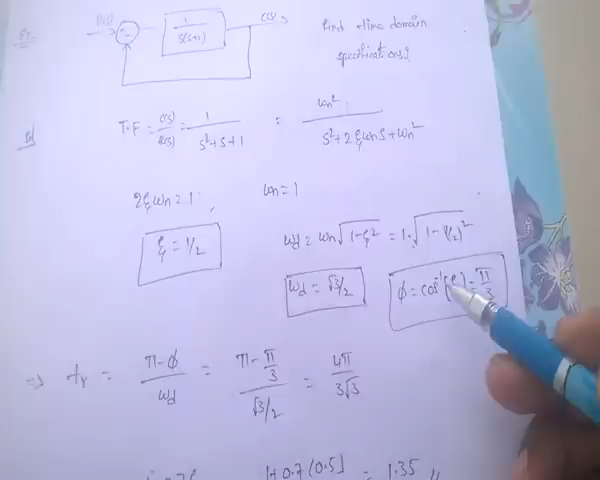 Ex:
R(s)
1/S(S+1)
C(S)
Find time domain
specifications?
Sol
T.F = C(S)/R(S) = 1/(S²+S+1) = ωn²/(S²+2ξωnS+ωn²)
2ξωn = 1, ωn = 1
ξ = 1/2
ωd = ωn√(1-ξ²) = 1·√(1-(1/2)²)
ωd = √3/2
φ = cos⁻¹(ξ) = π/3
⇒ tr = (π-φ)/ωd = (π-π/3)/(√3/2) = 4π/(3√3)
1+0.7(0.5) = 1.35